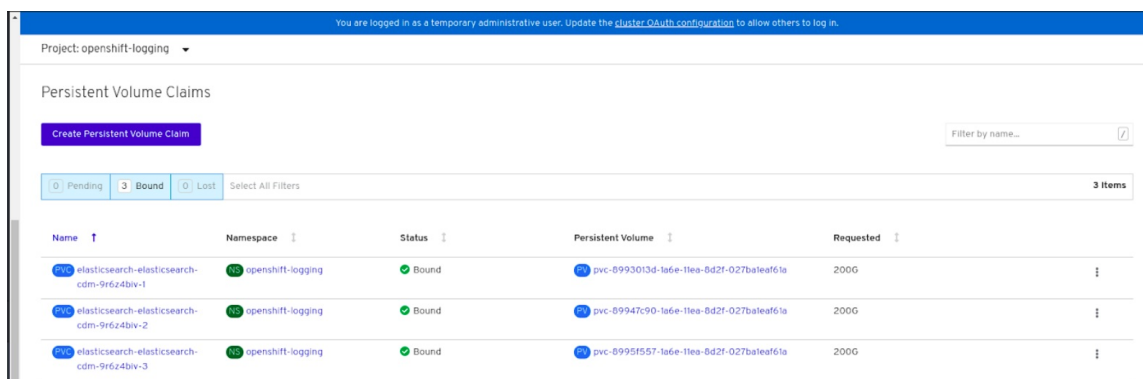 You are logged in as a temporary administrative user. Update the cluster OAuth configuration to allow others to log in.
Project: openshift-logging
Persistent Volume Claims
Create Persistent Volume Claim
Filter by name...
/
0 Pending 3 Bound 0 Lost Select All Filters 3 Items
Name Namespace Status Persistent Volume Requested
PVC elasticsearch-elasticsearch- NS openshift-logging Bound PV pvc-8993013d-1a6e-11ea-8d2f-027ba1eaf61a 200G
cdm-9r6z4biv-1
PVC elasticsearch-elasticsearch- NS openshift-logging Bound PV pvc-89947c90-1a6e-11ea-8d2f-027ba1eaf61a 200G
cdm-9r6z4biv-2
PVC elasticsearch-elasticsearch- NS openshift-logging Bound PV pvc-8995f557-1a6e-11ea-8d2f-027ba1eaf61a 200G
cdm-9r6z4biv-3